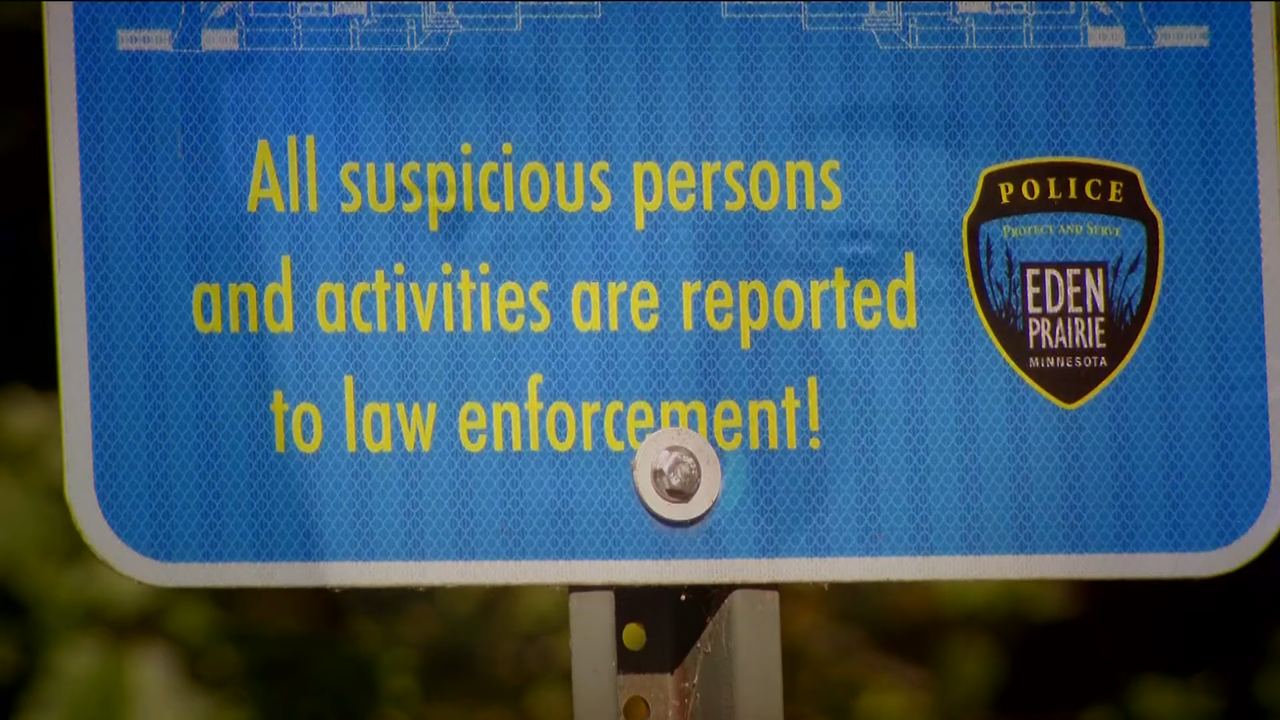 All suspicious persons
and activities are reported
to law enforcement!
POLICE
PROTECT AND SERVE
EDEN
PRAIRIE
MINNESOTA